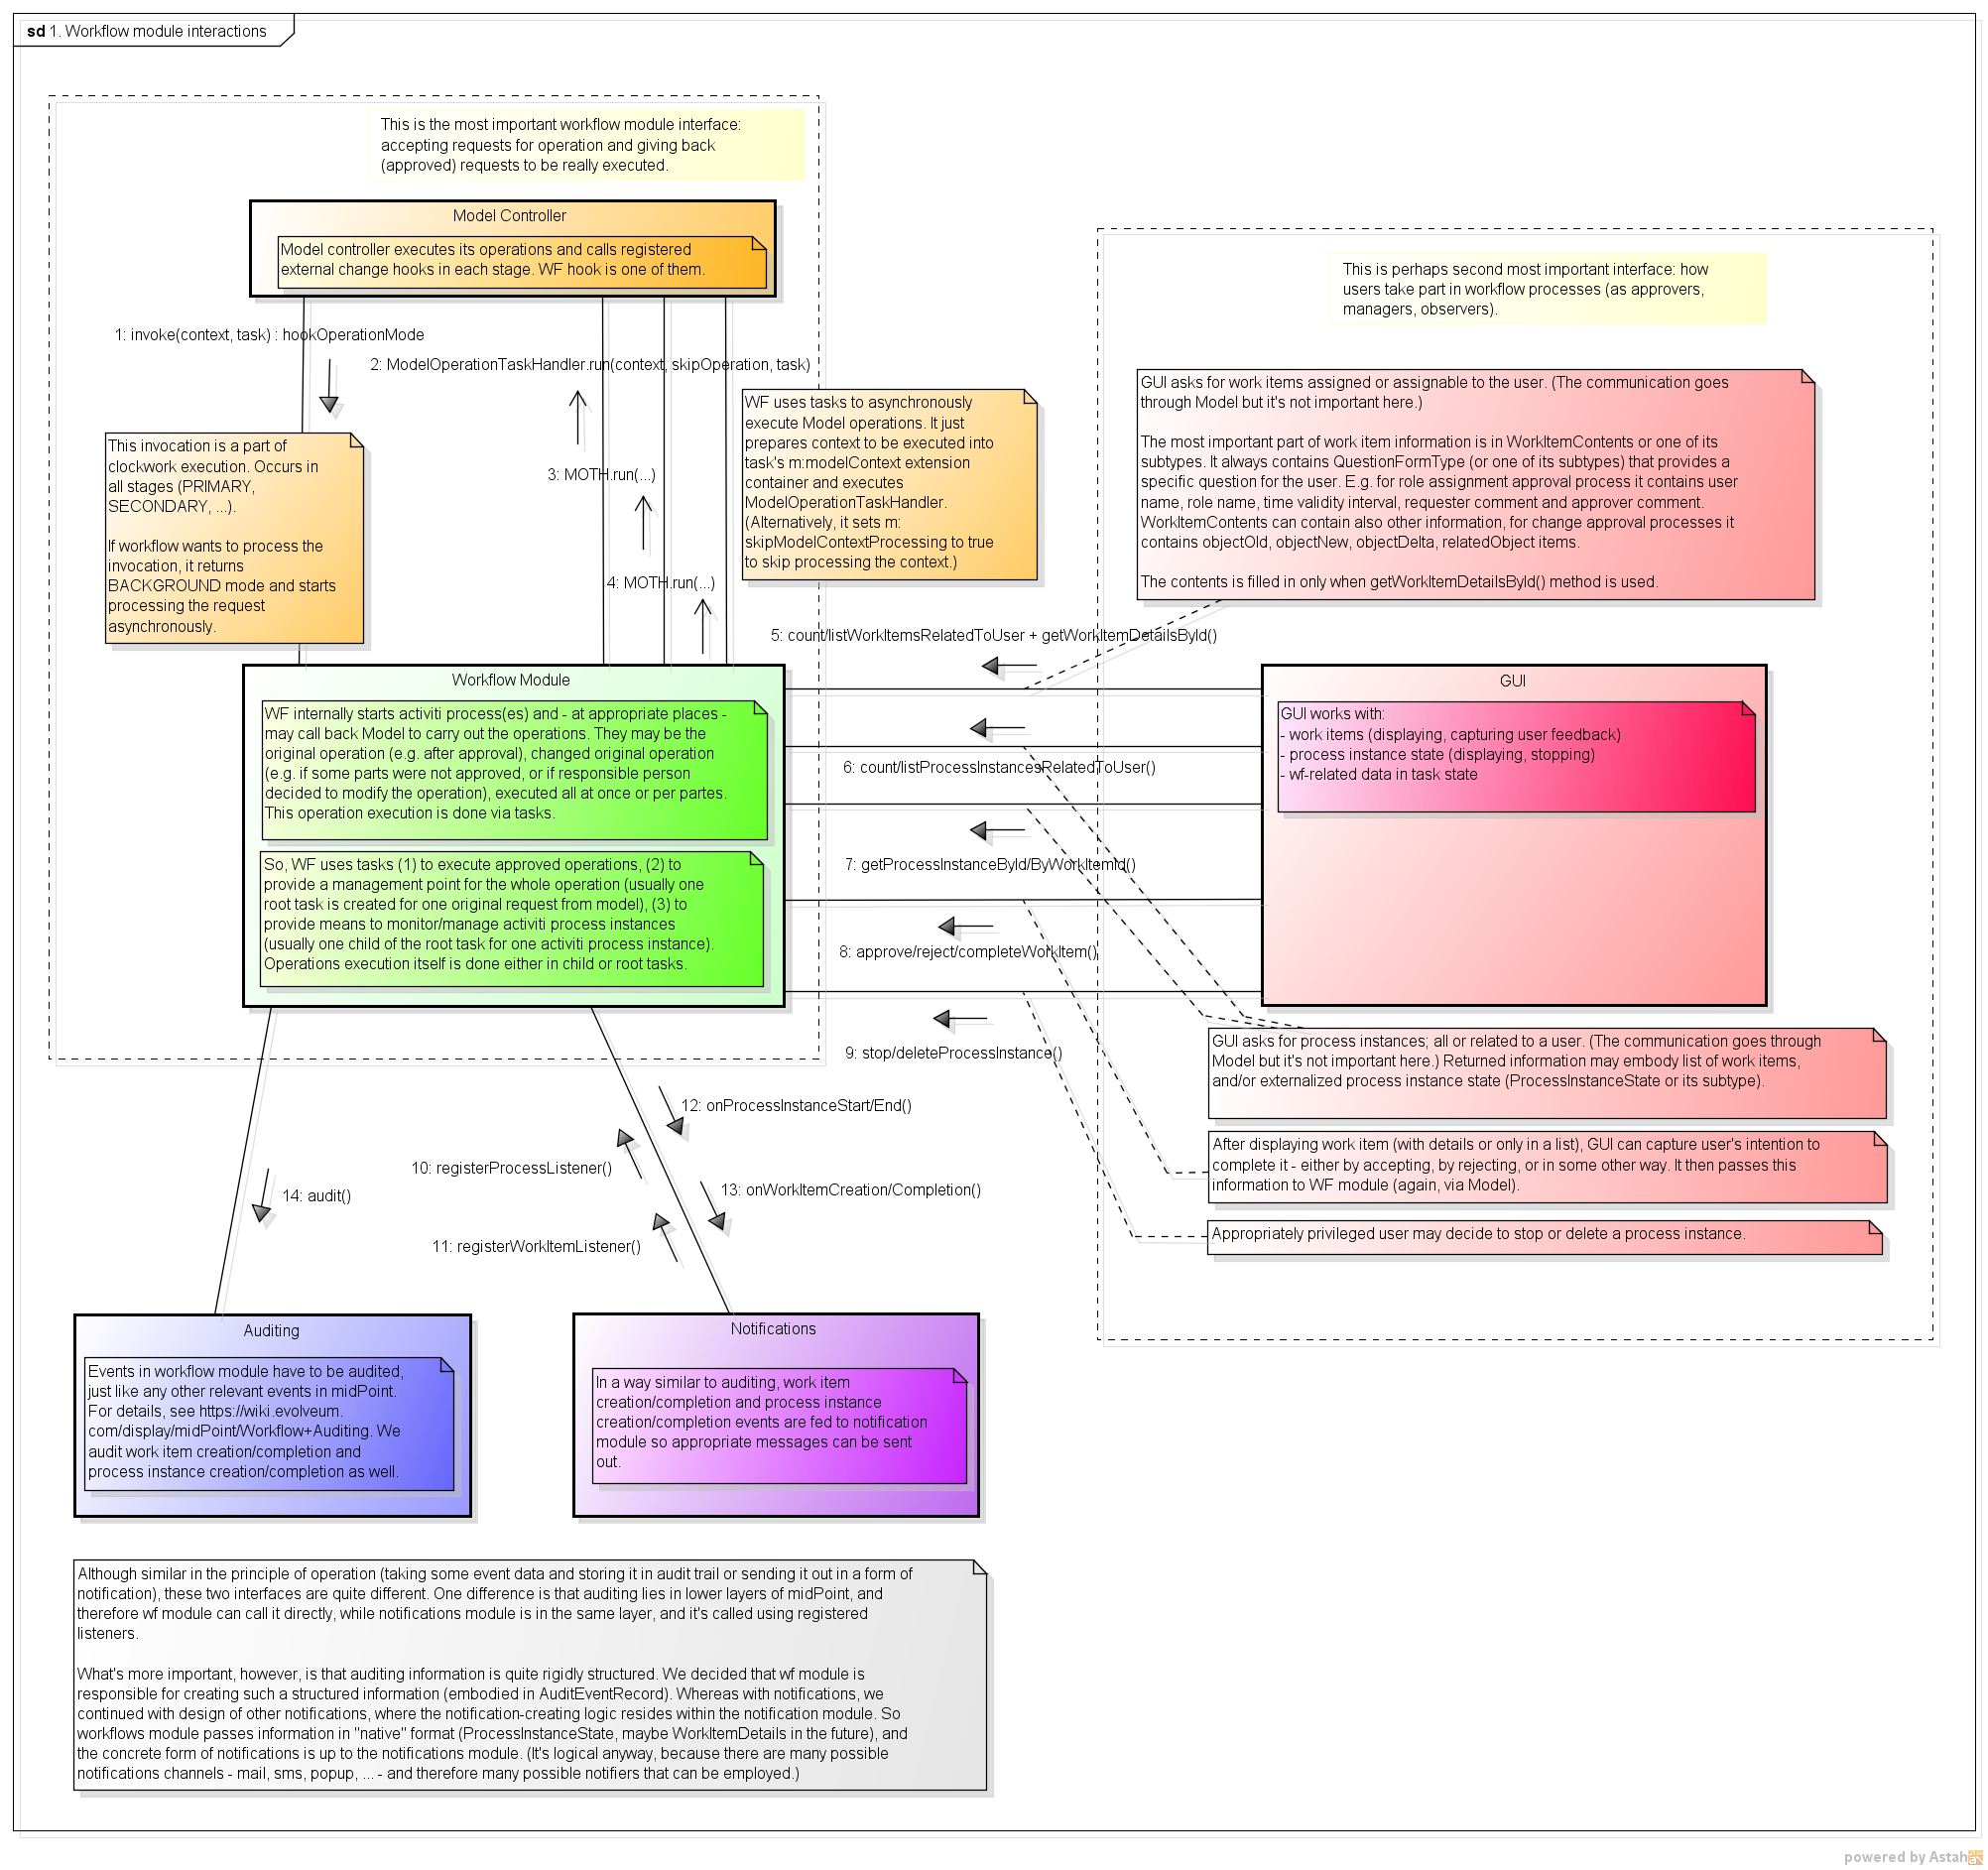 sd 1. Workflow module interactions
This is the most important workflow module interface:
accepting requests for operation and giving back
(approved) requests to be really executed.
Model Controller
Model controller executes its operations and calls registered
external change hooks in each stage. WF hook is one of them.
This is perhaps second most important interface: how
users take part in workflow processes (as approvers,
managers, observers).
1: invoke(context, task) : hookOperationMode
2: ModelOperationTaskHandler.run(context, skipOperation, task)
3: MOTH.run(...)
4: MOTH.run(...)
This invocation is a part of
clockwork execution. Occurs in
all stages (PRIMARY,
SECONDARY, ...).
If workflow wants to process the
invocation, it returns
BACKGROUND mode and starts
processing the request
asynchronously.
WF uses tasks to asynchronously
execute Model operations. It just
prepares context to be executed into
task's m:modelContext extension
container and executes
ModelOperationTaskHandler.
(Alternatively, it sets m:
skipModelContextProcessing to true
to skip processing the context.)
GUI asks for work items assigned or assignable to the user. (The communication goes
through Model but it's not important here.)
The most important part of work item information is in WorkItemContents or one of its
subtypes. It always contains QuestionFormType (or one of its subtypes) that provides a
specific question for the user. E.g. for role assignment approval process it contains user
name, role name, time validity interval, requester comment and approver comment.
WorkItemContents can contain also other information, for change approval processes it
contains objectOld, objectNew, objectDelta, relatedObject items.
The contents is filled in only when getWorkItemDetailsById() method is used.
5: count/listWorkItemsRelatedToUser + getWorkItemDetailsById()
6: count/listProcessInstancesRelatedToUser()
7: getProcessInstanceById/ByWorkItemId()
8: approve/reject/completeWorkItem()
9: stop/deleteProcessInstance()
Workflow Module
WF internally starts activiti process(es) and - at appropriate places -
may call back Model to carry out the operations. They may be the
original operation (e.g. after approval), changed original operation
(e.g. if some parts were not approved, or if responsible person
decided to modify the operation), executed all at once or per partes.
This operation execution is done via tasks.
So, WF uses tasks (1) to execute approved operations, (2) to
provide a management point for the whole operation (usually one
root task is created for one original request from model), (3) to
provide means to monitor/manage activiti process instances
(usually one child of the root task for one activiti process instance).
Operations execution itself is done either in child or root tasks.
GUI
GUI works with:
- work items (displaying, capturing user feedback)
- process instance state (displaying, stopping)
- wf-related data in task state
GUI asks for process instances; all or related to a user. (The communication goes through
Model but it's not important here.) Returned information may embody list of work items,
and/or externalized process instance state (ProcessInstanceState or its subtype).
After displaying work item (with details or only in a list), GUI can capture user's intention to
complete it - either by accepting, by rejecting, or in some other way. It then passes this
information to WF module (again, via Model).
Appropriately privileged user may decide to stop or delete a process instance.
12: onProcessInstanceStart/End()
10: registerProcessListener()
13: onWorkItemCreation/Completion()
14: audit()
11: registerWorkItemListener()
Auditing
Events in workflow module have to be audited,
just like any other relevant events in midPoint.
For details, see https://wiki.evolveum.
com/display/midPoint/Workflow+Auditing. We
audit work item creation/completion and
process instance creation/completion as well.
Notifications
In a way similar to auditing, work item
creation/completion and process instance
creation/completion events are fed to notification
module so appropriate messages can be sent
out.
Although similar in the principle of operation (taking some event data and storing it in audit trail or sending it out in a form of
notification), these two interfaces are quite different. One difference is that auditing lies in lower layers of midPoint, and
therefore wf module can call it directly, while notifications module is in the same layer, and it's called using registered
listeners.
What's more important, however, is that auditing information is quite rigidly structured. We decided that wf module is
responsible for creating such a structured information (embodied in AuditEventRecord). Whereas with notifications, we
continued with design of other notifications, where the notification-creating logic resides within the notification module. So
workflows module passes information in "native" format (ProcessInstanceState, maybe WorkItemDetails in the future), and
the concrete form of notifications is up to the notifications module. (It's logical anyway, because there are many possible
notifications channels - mail, sms, popup, ... - and therefore many possible notifiers that can be employed.)
powered by Astah